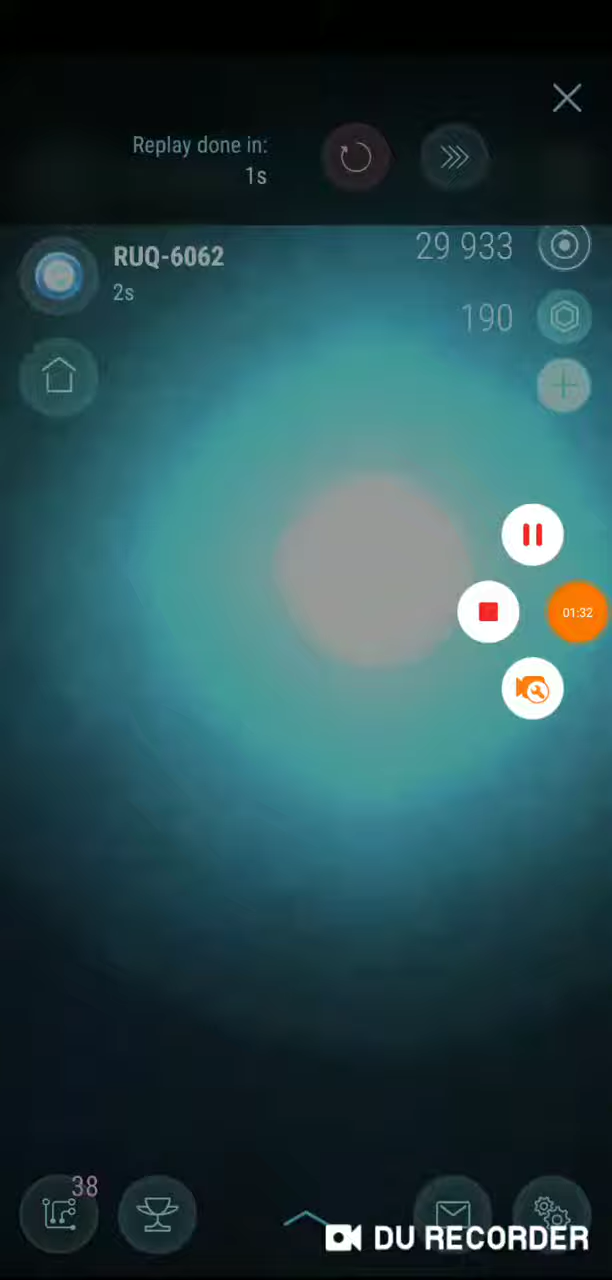 Replay done in:
1s
RUQ-6062
2s
29 933
190
01:32
38
DU RECORDER